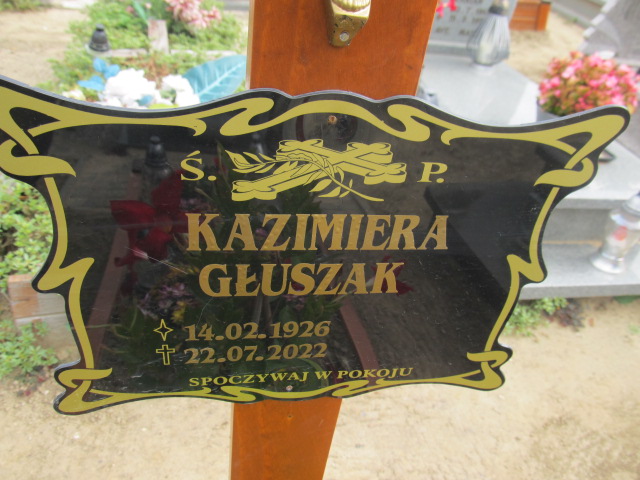 Ś. P.
KAZIMIERA
GŁUSZAK
14.02.1926
22.07.2022
SPOCZYWAJ W POKOJU